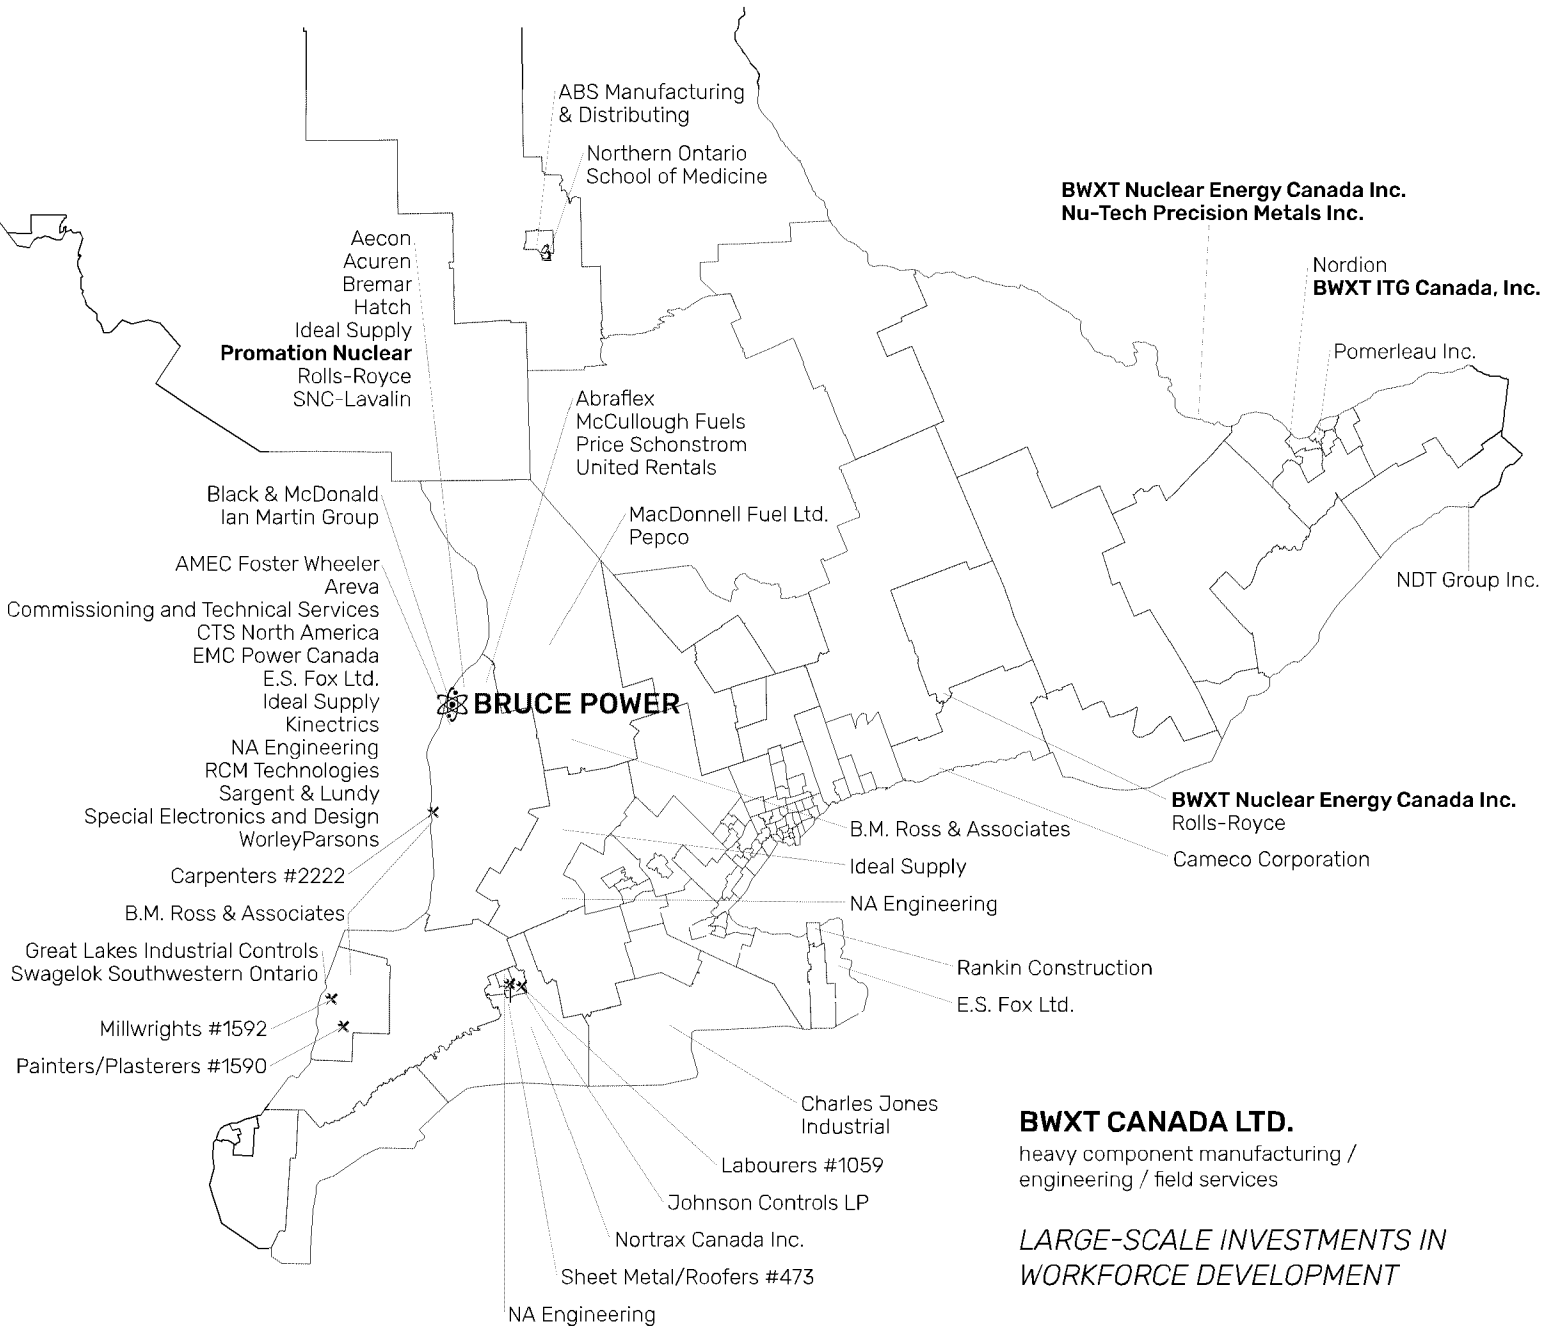 ABS Manufacturing
& Distributing
Northern Ontario
School of Medicine
BWXT Nuclear Energy Canada Inc.
Nu-Tech Precision Metals Inc.
Nordion
BWXT ITG Canada, Inc.
Pomerleau Inc.
NDT Group Inc.
Aecon
Acuren
Bremar
Hatch
Ideal Supply
Promation Nuclear
Rolls-Royce
SNC-Lavalin
Abraflex
McCullough Fuels
Price Schonstrom
United Rentals
Black & McDonald
Ian Martin Group
MacDonnell Fuel Ltd.
Pepco
AMEC Foster Wheeler
Areva
Commissioning and Technical Services
CTS North America
EMC Power Canada
E.S. Fox Ltd.
Ideal Supply
Kinectrics
NA Engineering
RCM Technologies
Sargent & Lundy
Special Electronics and Design
WorleyParsons
BRUCE POWER
Carpenters #2222
B.M. Ross & Associates
Great Lakes Industrial Controls
Swagelok Southwestern Ontario
Millwrights #1592
Painters/Plasterers #1590
BWXT Nuclear Energy Canada Inc.
Rolls-Royce
Cameco Corporation
B.M. Ross & Associates
Ideal Supply
NA Engineering
Rankin Construction
E.S. Fox Ltd.
Charles Jones
Industrial
Labourers #1059
Johnson Controls LP
Nortrax Canada Inc.
Sheet Metal/Roofers #473
NA Engineering
BWXT CANADA LTD.
heavy component manufacturing /
engineering / field services
LARGE-SCALE INVESTMENTS IN
WORKFORCE DEVELOPMENT